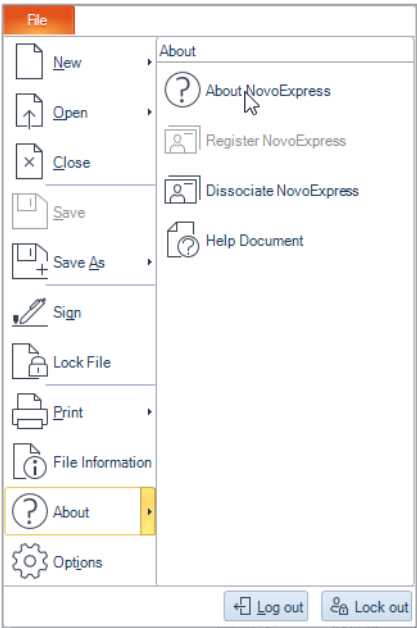 File
New
Open
Close
Save
Save As
Sign
Lock File
Print
File Information
About
Options
About
About NovoExpress
Register NovoExpress
Dissociate NovoExpress
Help Document
Log out
Lock out